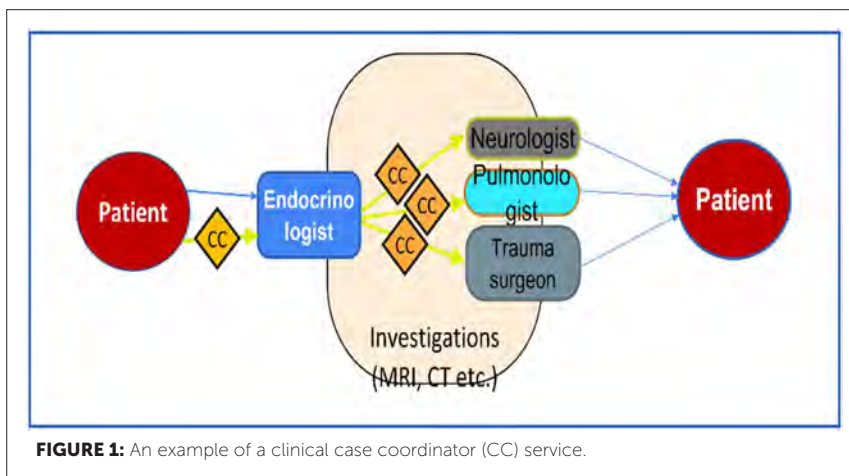 Patient
CC
Endocrino
logist
CC
CC
CC
Neurologist
Pulmonolo
gist
Trauma
surgeon
Investigations
(MRI, CT etc.)
Patient
FIGURE 1: An example of a clinical case coordinator (CC) service.